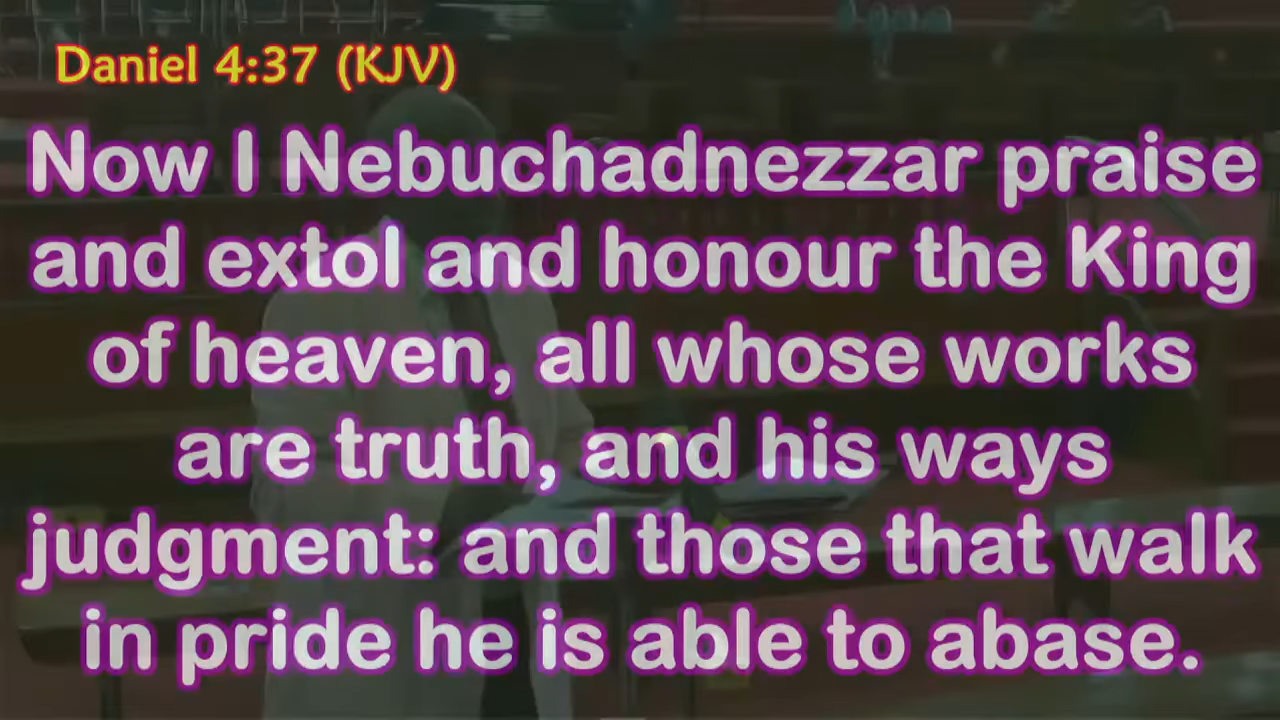 Daniel 4:37 (KJV)
Now I Nebuchadnezzar praise
and extol and honour the King
of heaven, all whose works
are truth, and his ways
judgment: and those that walk
in pride he is able to abase.